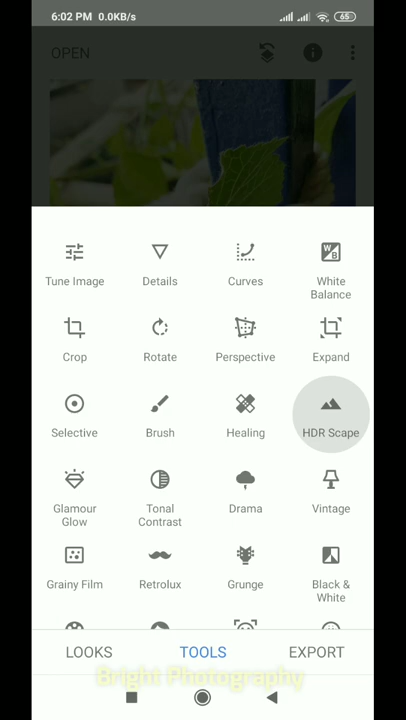 6:02 PM 0.0KB/s 65
OPEN
Tune Image Details Curves White Balance
Crop Rotate Perspective Expand
Selective Brush Healing HDR Scape
Glamour Glow Tonal Contrast Drama Vintage
Grainy Film Retrolux Grunge Black & White
LOOKS TOOLS EXPORT
Bright Photography